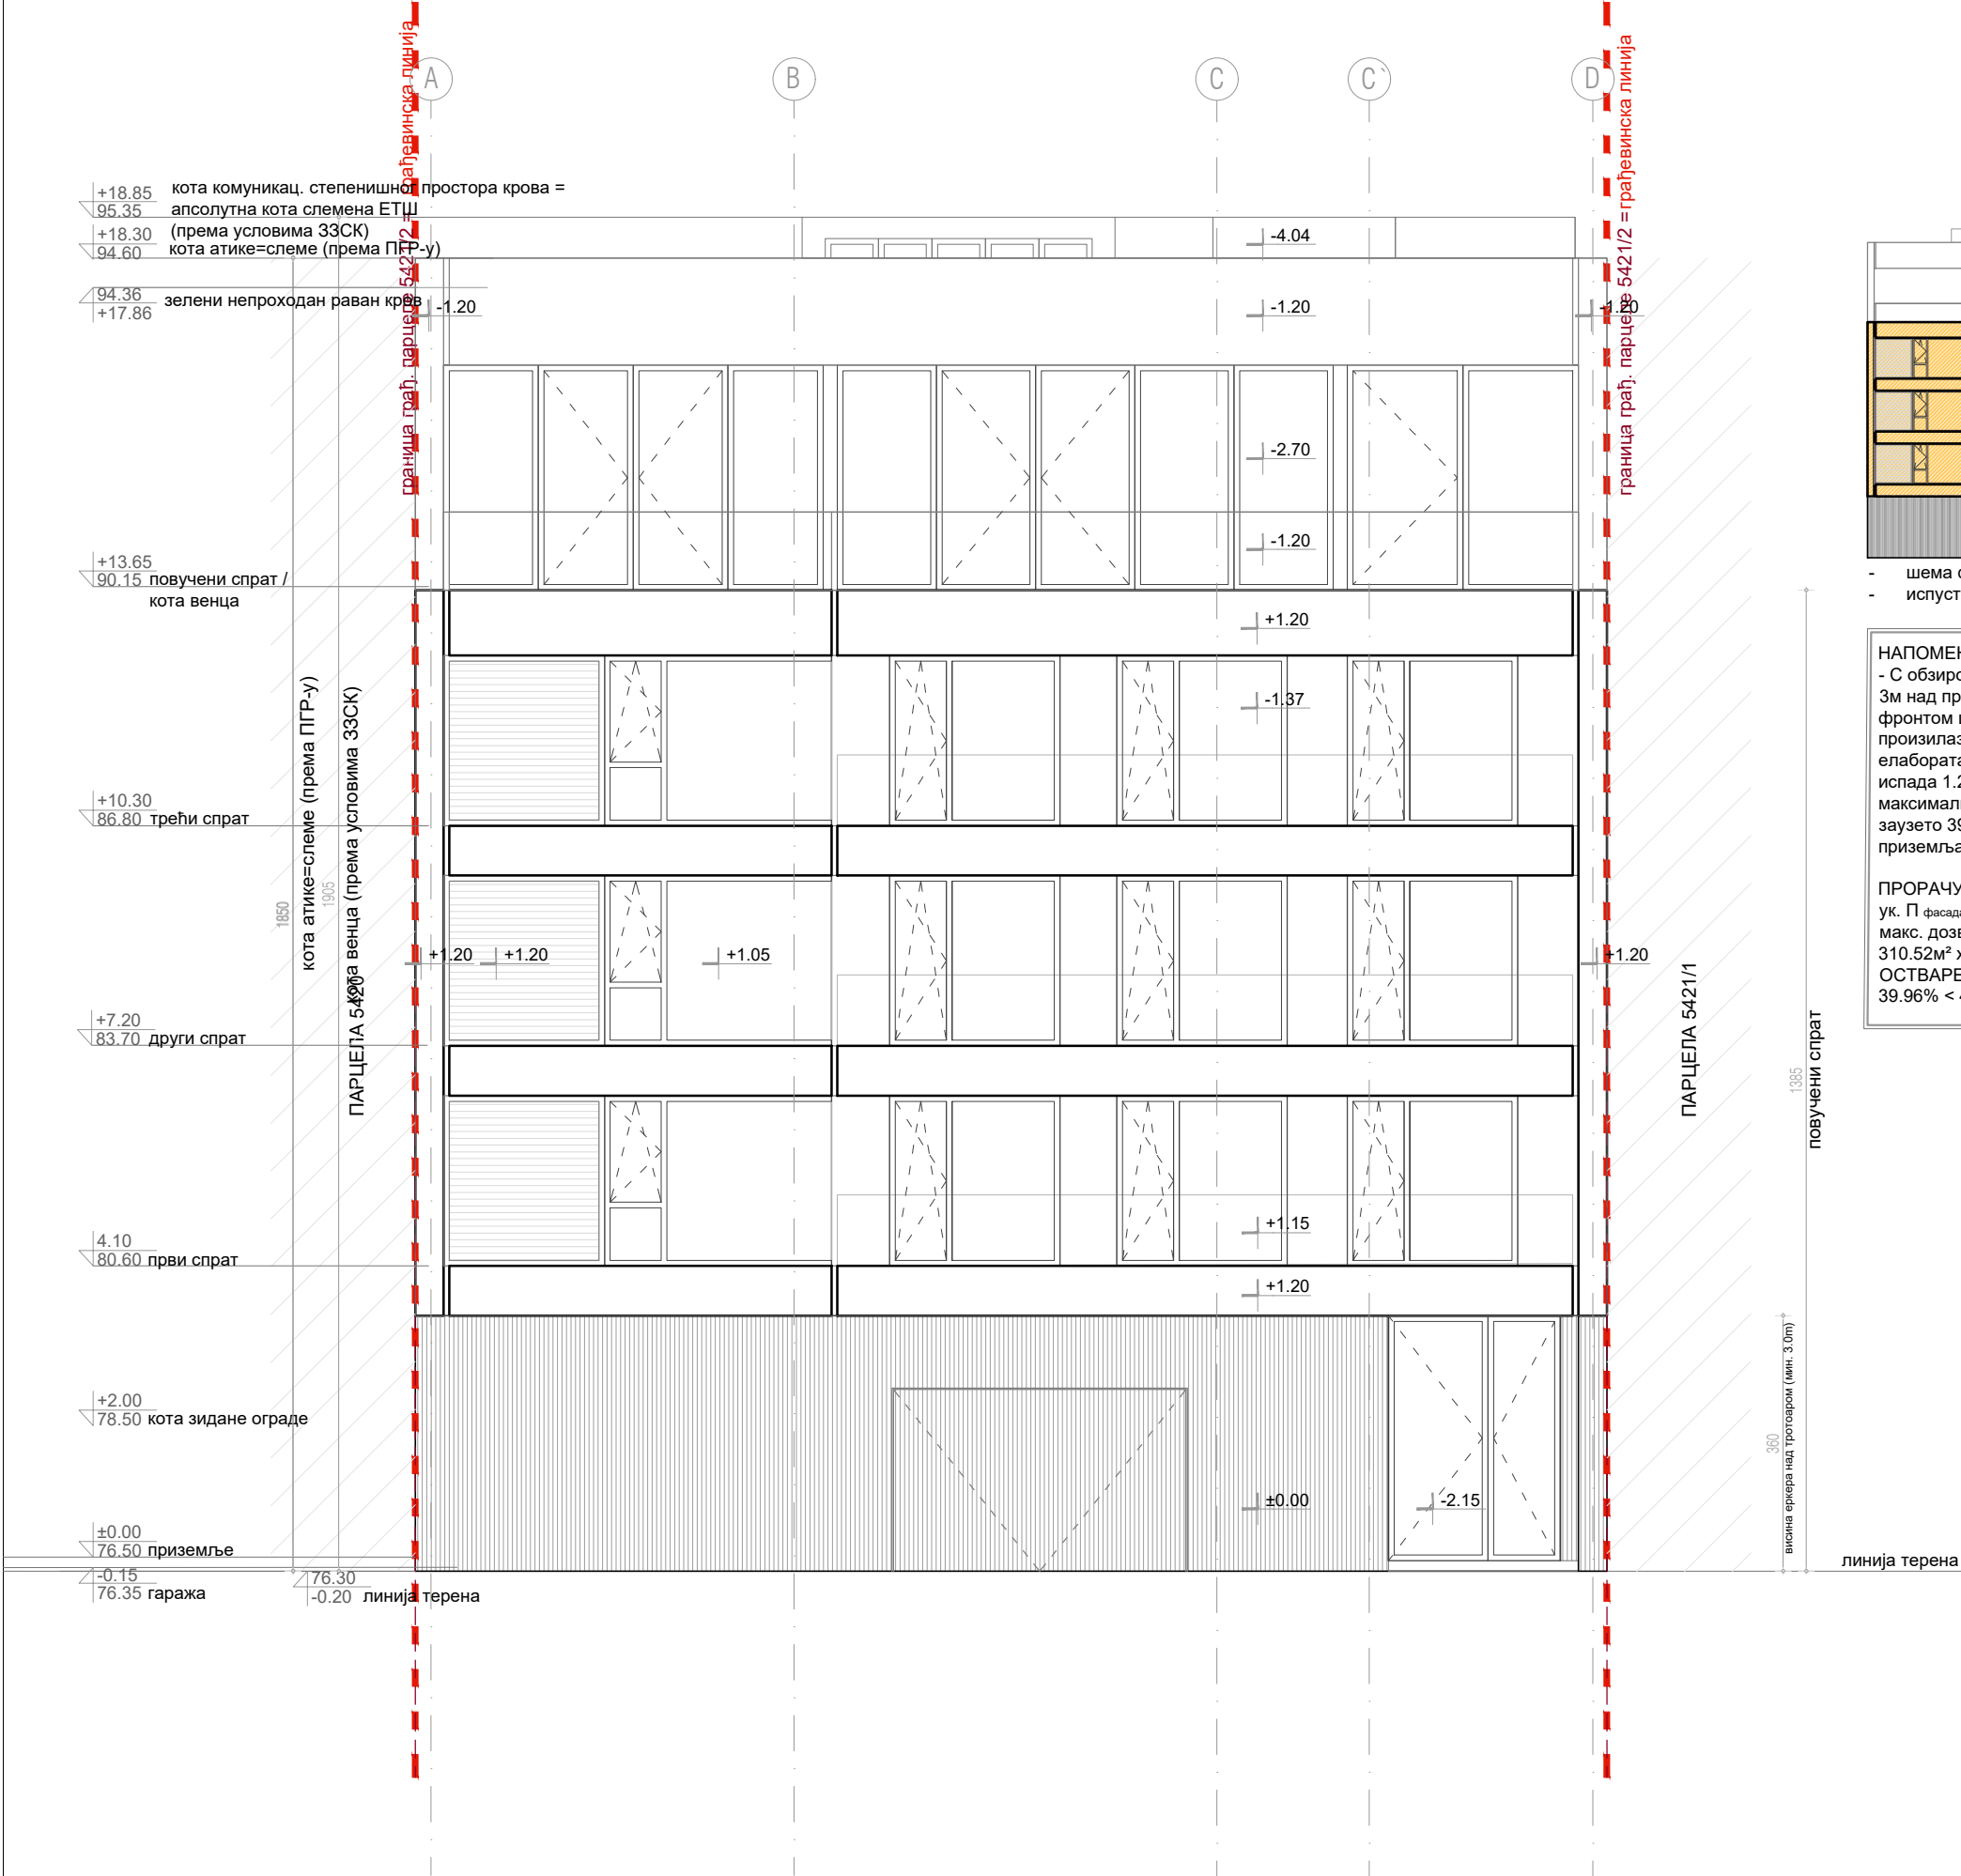 A
B
C
C`
D
грађевинска линија
граница грађ. парцеле 5421/2 =
граница грађ. парцеле 5421/2 =грађевинска линија
+18.85
95.35
кота комуникац. степенишног простора крова =
апсолутна кота слемена ЕТШ
(према условима ЗЗСК)
+18.30
94.60
кота атике=слеме (према ПГР-у)
94.36
+17.86
зелени непроходан раван кров
-4.04
-1.20
-1.20
-1.20
-2.70
-1.20
+13.65
90.15
повучени спрат /
кота венца
+1.20
-1.37
+10.30
86.80
трећи спрат
+1.20
+1.20
+1.05
+1.20
+7.20
83.70
други спрат
+1.15
4.10
80.60
први спрат
+1.20
+2.00
78.50
кота зидане ограде
±0.00
-2.15
±0.00
76.50
приземље
-0.15
76.35
гаража
76.30
-0.20
линија терена
1850
кота атике=слеме (према ПГР-у)
1905
кота венца (према условима ЗЗСК)
ПАРЦЕЛА 5420
ПАРЦЕЛА 5421/1
1385
повучени спрат
360
висина еркера над тротоаром (мин. 3.0m)
линија терена
- шема
- испуст
НАПОМЕН
- С обзиро
3м над пр
фронтом
произилаз
елабората
испада 1.2
максимал
заузето 39
приземља
ПРОРАЧУ
ук. П фасада
макс. дозв
310.52м² x
ОСТВАРЕ
39.96% <